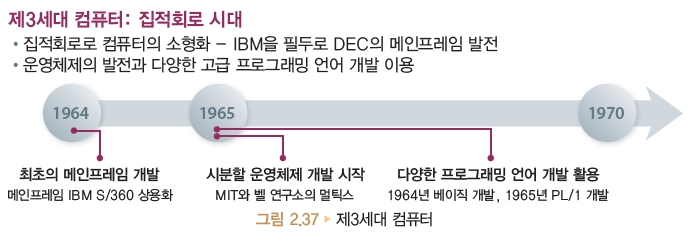 제3세대 컴퓨터: 집적회로 시대
• 집적회로로 컴퓨터의 소형화 – IBM을 필두로 DEC의 메인프레임 발전
• 운영체제의 발전과 다양한 고급 프로그래밍 언어 개발 이용
1964 1965 1970
최초의 메인프레임 개발 시분할 운영체제 개발 시작 다양한 프로그래밍 언어 개발 활용
메인프레임 IBM S/360 상용화 MIT와 벨 연구소의 멀틱스 1964년 베이직 개발, 1965년 PL/1 개발
그림 2.37 ▸ 제3세대 컴퓨터